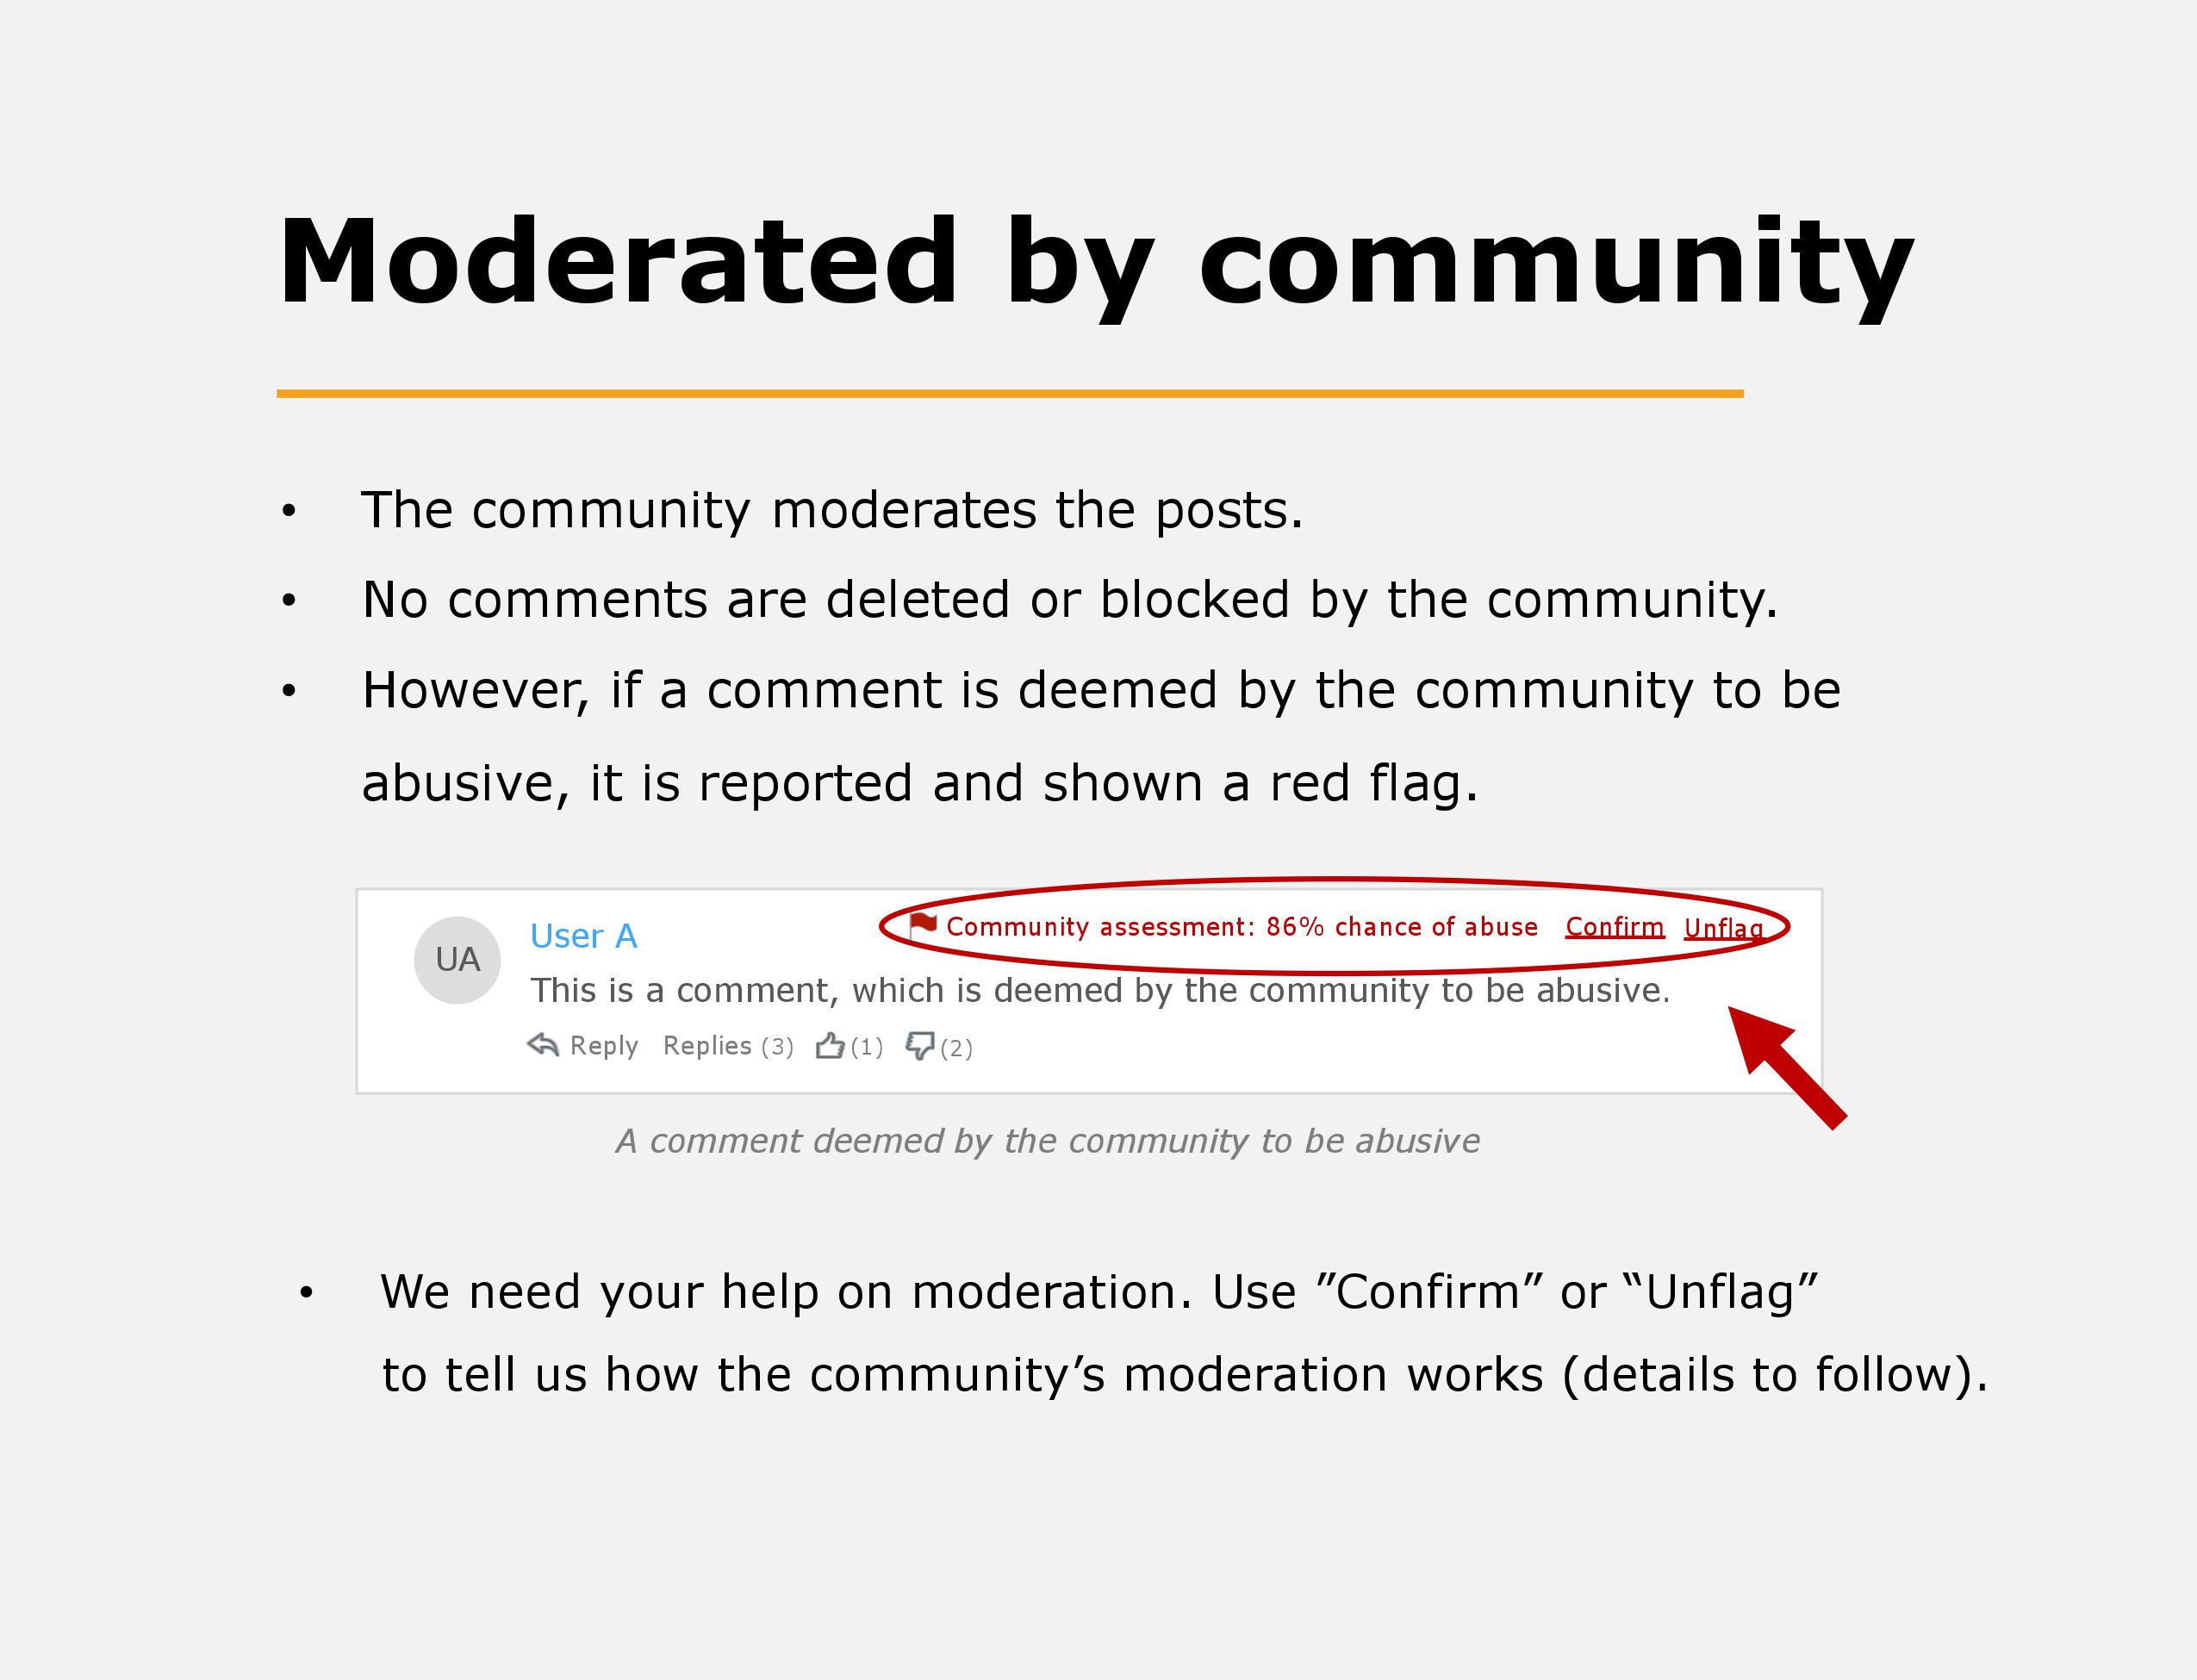 Moderated by community
• The community moderates the posts.
• No comments are deleted or blocked by the community.
• However, if a comment is deemed by the community to be
abusive, it is reported and shown a red flag.
UA
User A
Community assessment: 86% chance of abuse Confirm Unflag
This is a comment, which is deemed by the community to be abusive.
Reply Replies (3) (1) (2)
A comment deemed by the community to be abusive
• We need your help on moderation. Use ”Confirm” or “Unflag”
to tell us how the community’s moderation works (details to follow).